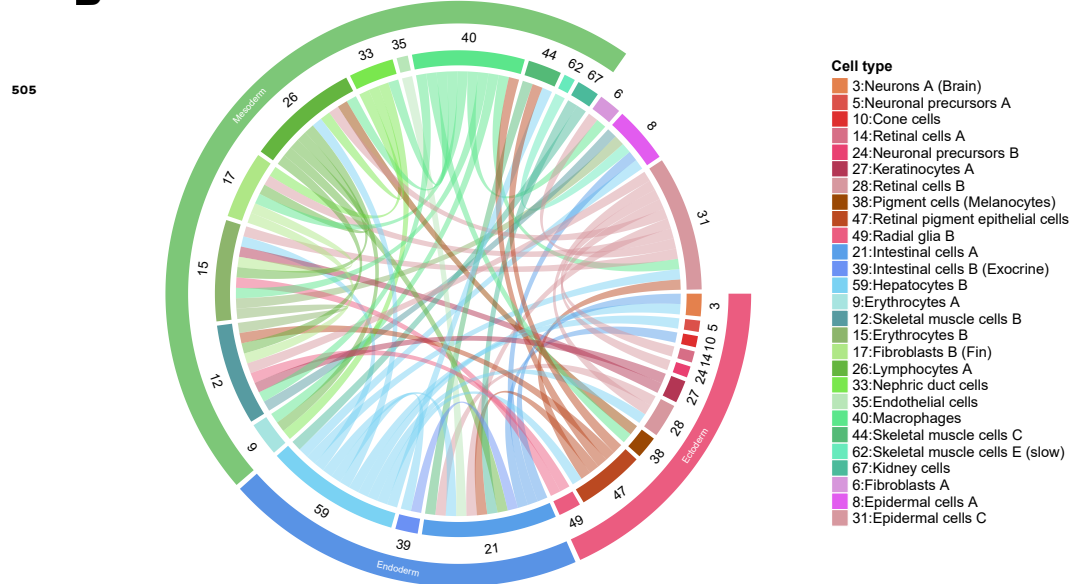 505
Mesoderm
26
33
35
40
44
62
67
6
8
31
17
15
12
9
59
39
21
49
47
38
28
27
24
14
10
5
3
Endoderm
Ectoderm
Cell type
3:Neurons A (Brain)
5:Neuronal precursors A
10:Cone cells
14:Retinal cells A
24:Neuronal precursors B
27:Keratinocytes A
28:Retinal cells B
38:Pigment cells (Melanocytes)
47:Retinal pigment epithelial cells
49:Radial glia B
21:Intestinal cells A
39:Intestinal cells B (Exocrine)
59:Hepatocytes B
9:Erythrocytes A
12:Skeletal muscle cells B
15:Erythrocytes B
17:Fibroblasts B (Fin)
26:Lymphocytes A
33:Nephric duct cells
35:Endothelial cells
40:Macrophages
44:Skeletal muscle cells C
62:Skeletal muscle cells E (slow)
67:Kidney cells
6:Fibroblasts A
8:Epidermal cells A
31:Epidermal cells C